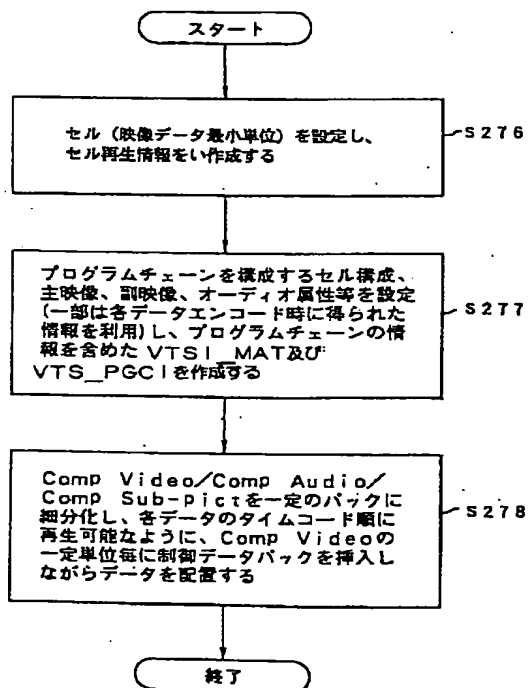 スタート
セル（映像データ最小単位）を設定し、
セル再生情報をい作成する
S276
プログラムチェーンを構成するセル構成、
主映像、副映像、オーディオ属性等を設定
(一部は各データエンコード時に得られた
情報を利用)し、プログラムチェーンの情
報を含めたVTSI_MAT及び
VTS_PGCIを作成する
S277
Comp Video/Comp Audio/
Comp Sub-pictを一定のパックに
細分化し、各データのタイムコード順に
再生可能なように、Comp Videoの
一定単位毎に制御データパックを挿入し
ながらデータを配置する
S278
終了